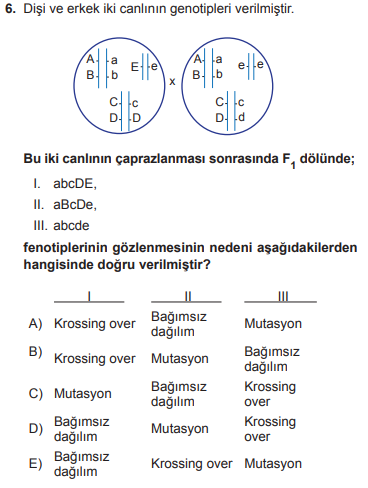 6. Dişi ve erkek iki canlının genotipleri verilmiştir.
A a E e
B b
C c
D D
x
A a e e
B b
C c
D d
Bu iki canlının çaprazlanması sonrasında F1 dölünde;
I. abcDE,
II. aBcDe,
III. abcde
fenotiplerinin gözlenmesinin nedeni aşağıdakilerden
hangisinde doğru verilmiştir?
I II III
A) Krossing over Bağımsız dağılım Mutasyon
B) Krossing over Mutasyon Bağımsız dağılım
C) Mutasyon Bağımsız dağılım Krossing over
D) Bağımsız dağılım Mutasyon Krossing over
E) Bağımsız dağılım Krossing over Mutasyon